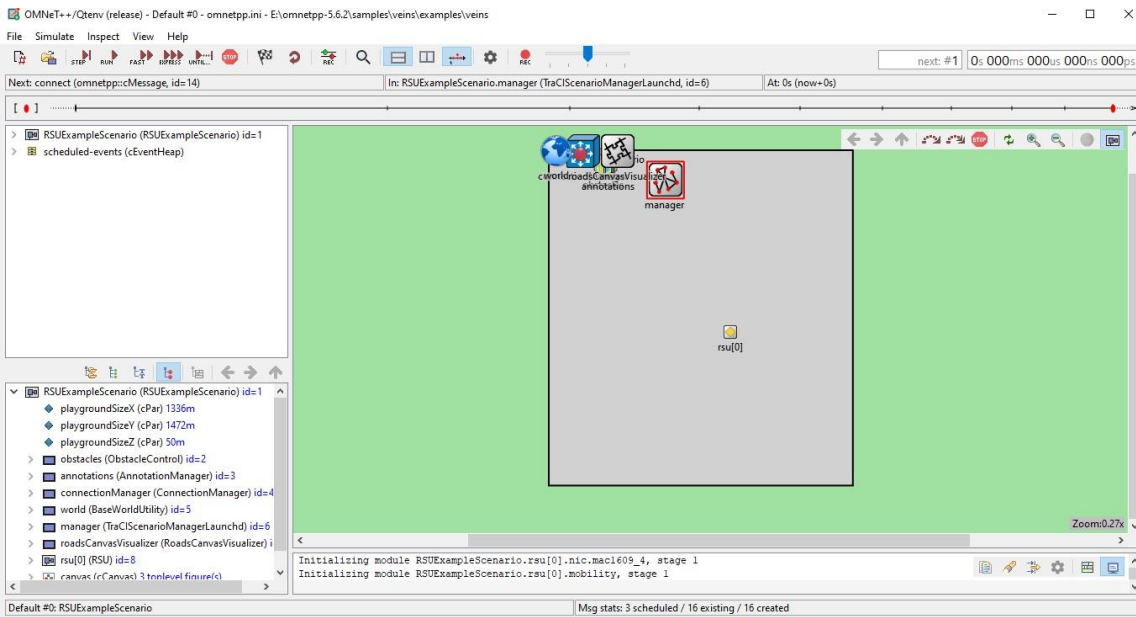 OMNeT++/Qtenv (release) - Default #0 - omnetpp.ini - E:\omnetpp-5.6.2\samples\veins\examples\veins
File Simulate Inspect View Help
STEP RUN FAST EXPRESS UNTIL... STOP REC REC
next: #1 0s 000ms 000us 000ns 000ps
Next: connect (omnetpp::cMessage, id=14) In: RSUExampleScenario.manager (TraCIScenarioManagerLaunchd, id=6) At: 0s (now+0s)
RSUExampleScenario (RSUExampleScenario) id=1
scheduled-events (cEventHeap)
STOP
annotations
manager
rsu[0]
RSUExampleScenario (RSUExampleScenario) id=1
playgroundSizeX (cPar) 1336m
playgroundSizeY (cPar) 1472m
playgroundSizeZ (cPar) 50m
obstacles (ObstacleControl) id=2
annotations (AnnotationManager) id=3
connectionManager (ConnectionManager) id=4
world (BaseWorldUtility) id=5
manager (TraCIScenarioManagerLaunchd) id=6
roadsCanvasVisualizer (RoadsCanvasVisualizer) i
rsu[0] (RSU) id=8
canvas (cCanvas) 3 toplevel figure(s)
Zoom:0.27x
Initializing module RSUExampleScenario.rsu[0].nic.mac1609_4, stage 1
Initializing module RSUExampleScenario.rsu[0].mobility, stage 1
Default #0: RSUExampleScenario Msg stats: 3 scheduled / 16 existing / 16 created